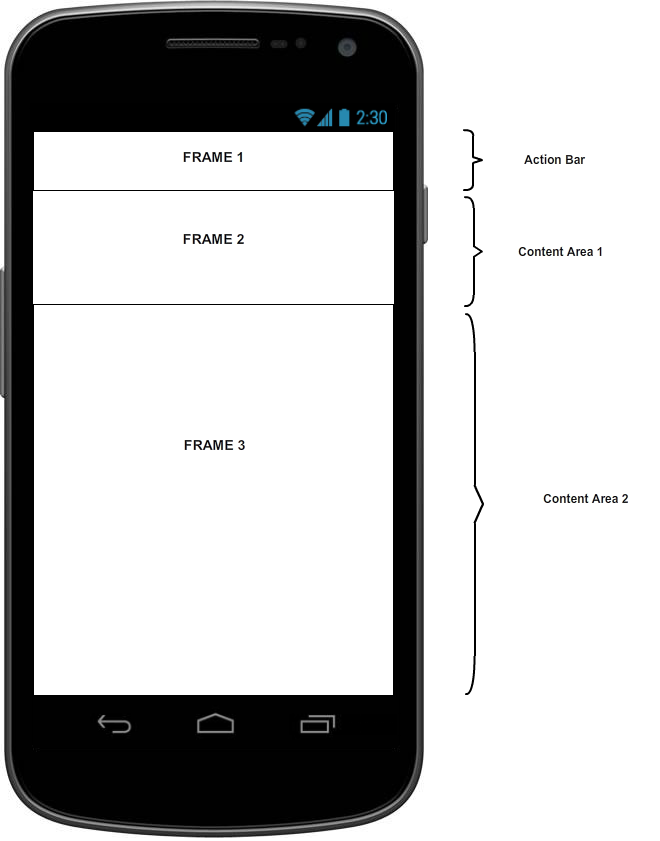 2:30
FRAME 1
Action Bar
FRAME 2
Content Area 1
FRAME 3
Content Area 2